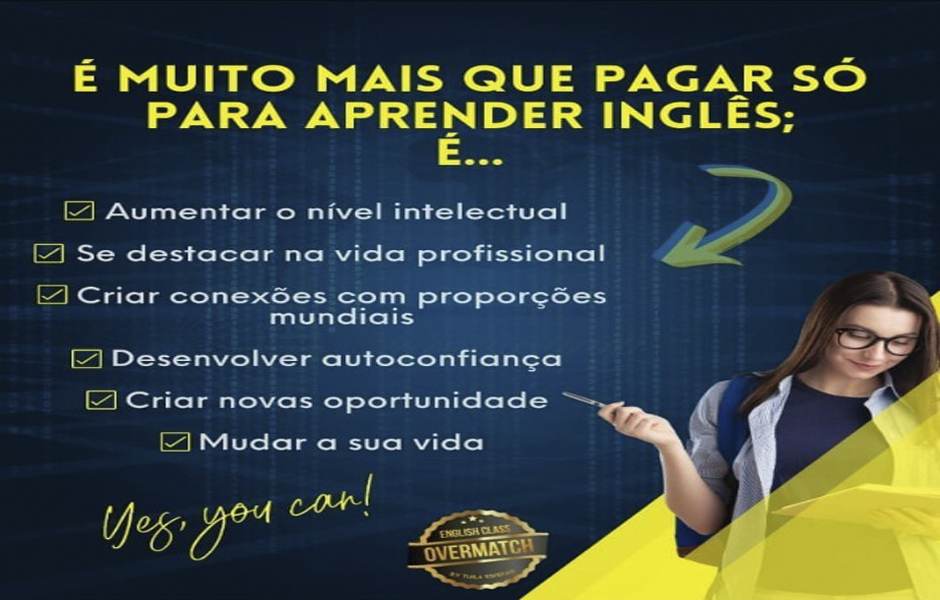 É MUITO MAIS QUE PAGAR SÓ
PARA APRENDER INGLÊS;
É...
Aumentar o nível intelectual
Se destacar na vida profissional
Criar conexões com proporções
mundiais
Desenvolver autoconfiança
Criar novas oportunidade
Mudar a sua vida
Yes, you can!
ENGLISH CLASS
OVERMATCH